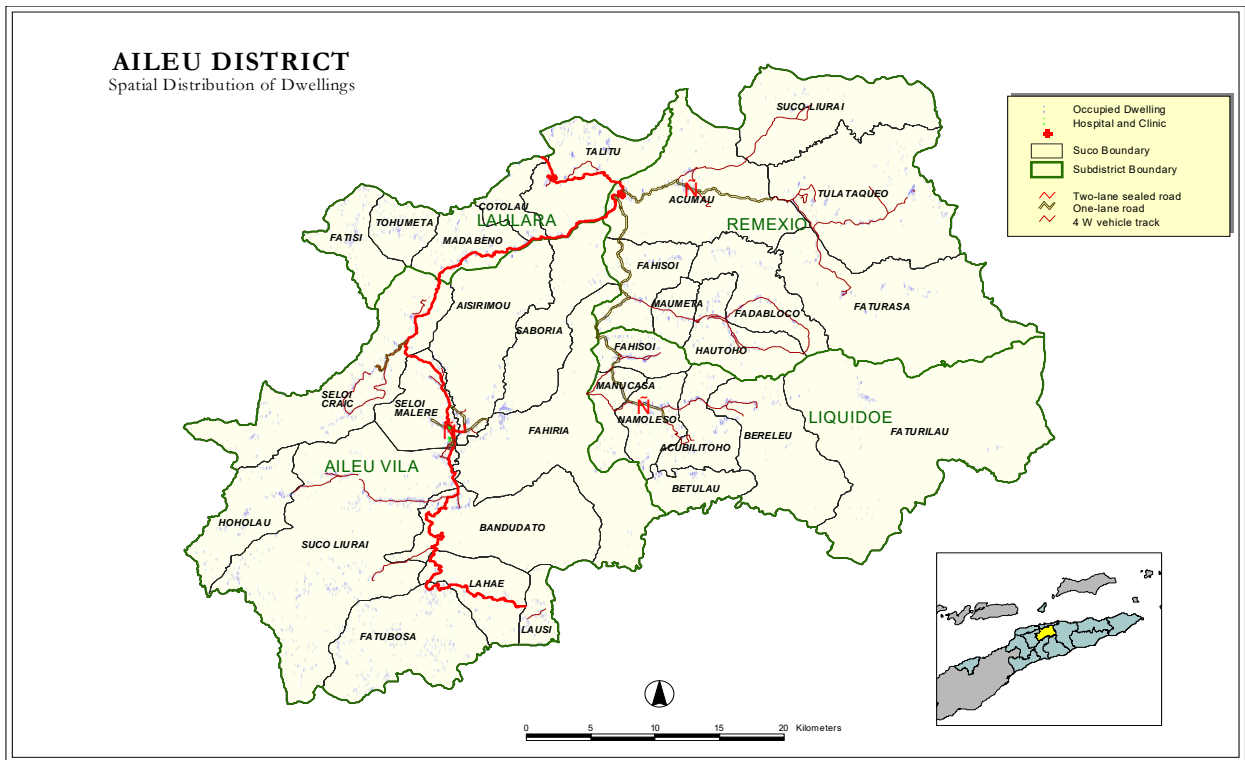 AILEU DISTRICT
Spatial Distribution of Dwellings
Occupied Dwelling
Hospital and Clinic
Suco Boundary
Subdistrict Boundary
Two-lane sealed road
One-lane road
4 W vehicle track
SUCO LIURAI
TALITU
TULATAQUEO
Ñ
ACUMAU
COTOLAU
LAULARA
TOHUMETA
REMEXIO
FATISI
MADABENO
FAHISOI
AISIRIMOU
MAUMETA
FATURASA
FADABLOCO
SABORIA
FAHISOI
HAUTOHO
MANUCASA
SELOI
CRAIC
SELOI
MALERE
Ñ
NAMOLESO
LIQUIDOE
FAHIRIA
BERELEU
FATURILAU
Ñ
ACUBILITOHO
AILEU VILA
BETULAU
HOHOLAU
BANDUDATO
SUCO LIURAI
LAHAE
LAUSI
FATUBOSA
0 5 10 15 20 Kilometers